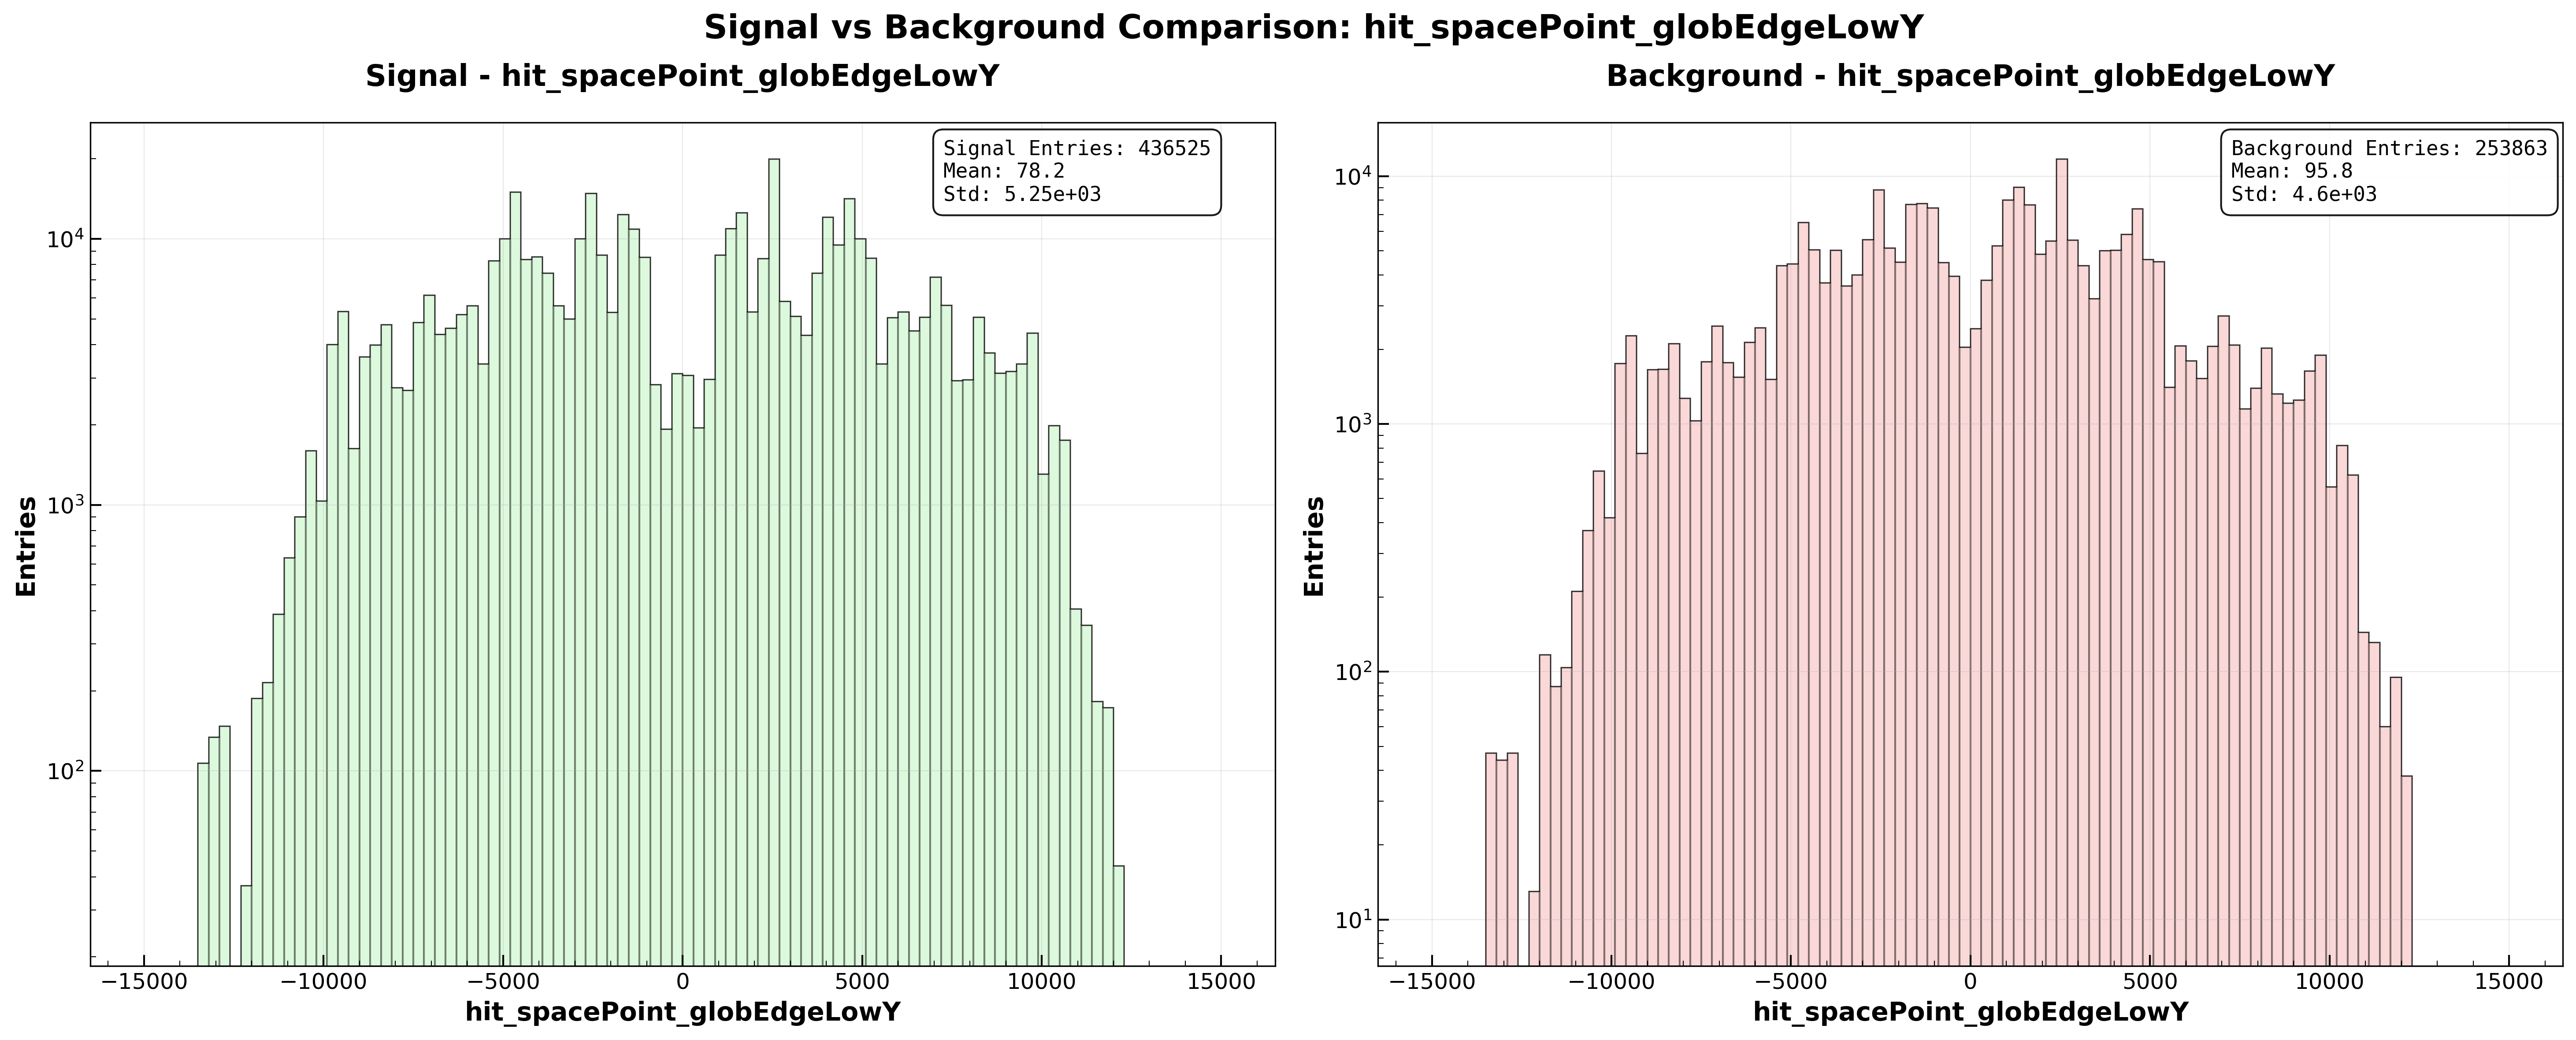 Signal vs Background Comparison: hit_spacePoint_globEdgeLowY
Signal - hit_spacePoint_globEdgeLowY
Signal Entries: 436525
Mean: 78.2
Std: 5.25e+03
Entries
10⁴
10³
10²
−15000 −10000 −5000 0 5000 10000 15000
hit_spacePoint_globEdgeLowY
Background - hit_spacePoint_globEdgeLowY
Background Entries: 253863
Mean: 95.8
Std: 4.6e+03
Entries
10⁴
10³
10²
10¹
−15000 −10000 −5000 0 5000 10000 15000
hit_spacePoint_globEdgeLowY